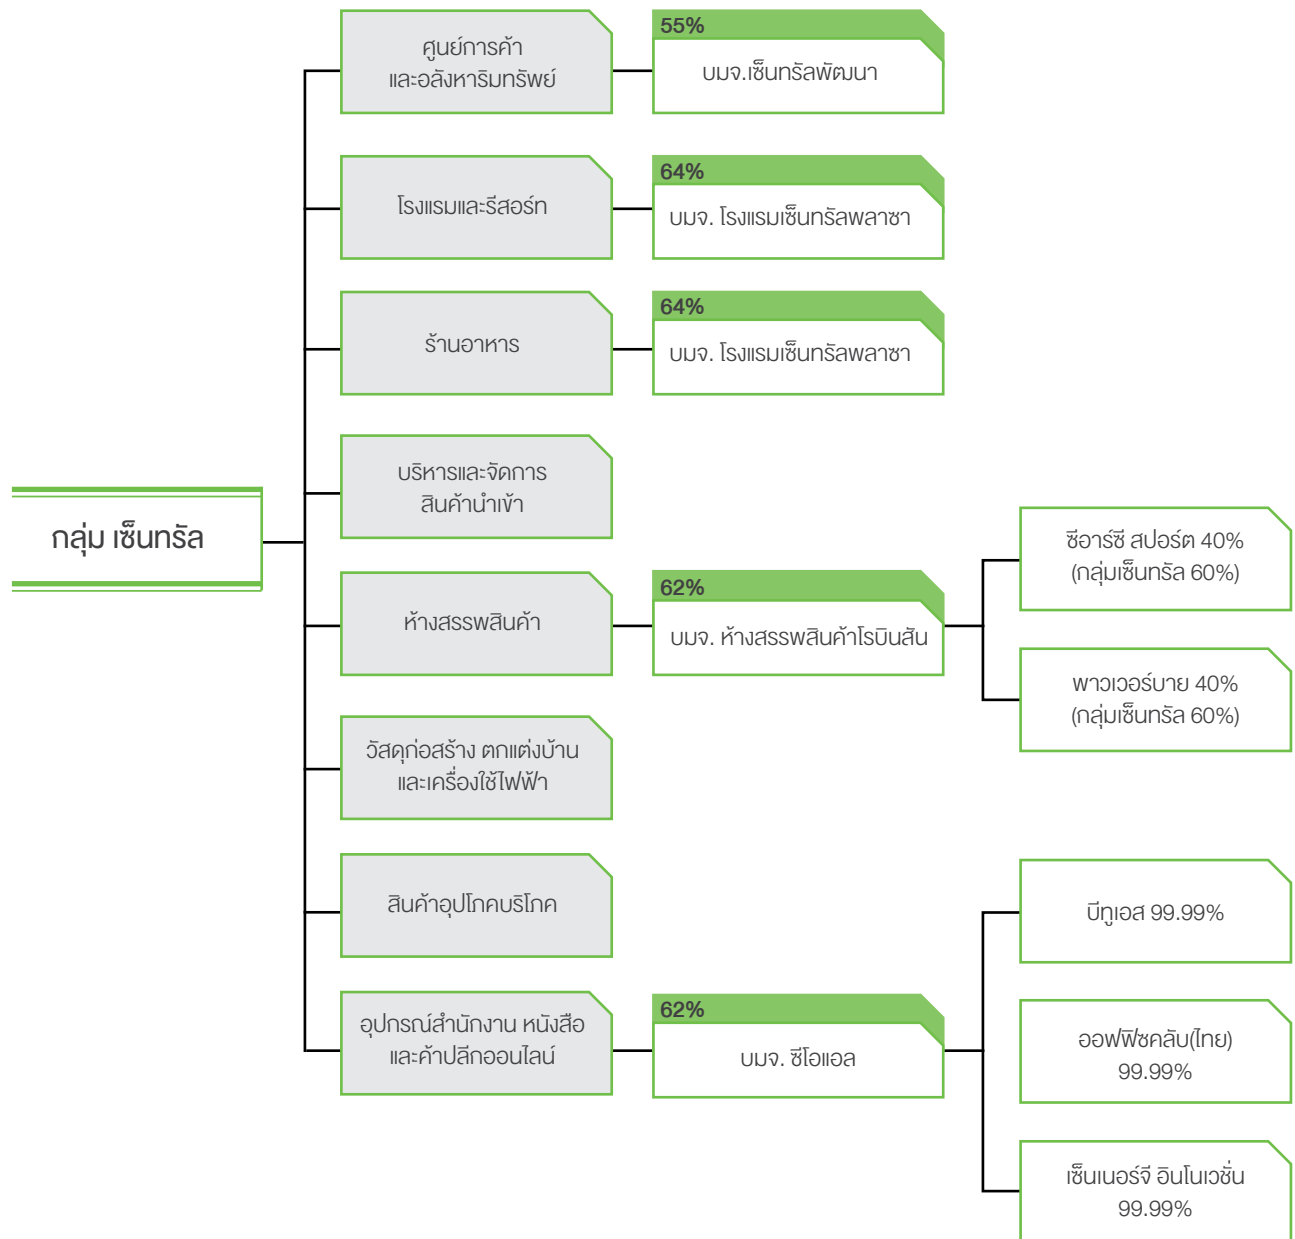 ศูนย์การค้า
และอสังหาริมทรัพย์
55%
บมจ.เซ็นทรัลพัฒนา
โรงแรมและรีสอร์ท
64%
บมจ. โรงแรมเซ็นทรัลพลาซา
ร้านอาหาร
64%
บมจ. โรงแรมเซ็นทรัลพลาซา
บริหารและจัดการ
สินค้านำเข้า
กลุ่ม เซ็นทรัล
ห้างสรรพสินค้า
62%
บมจ. ห้างสรรพสินค้าโรบินสัน
ซีอาร์ซี สปอร์ต 40%
(กลุ่มเซ็นทรัล 60%)
พาวเวอร์บาย 40%
(กลุ่มเซ็นทรัล 60%)
วัสดุก่อสร้าง ตกแต่งบ้าน
และเครื่องใช้ไฟฟ้า
สินค้าอุปโภคบริโภค
อุปกรณ์สำนักงาน หนังสือ
และค้าปลีกออนไลน์
62%
บมจ. ซีโอแอล
บีทูเอส 99.99%
ออฟฟิซคลับ(ไทย)
99.99%
เซ็นเนอร์จี อินโนเวชั่น
99.99%